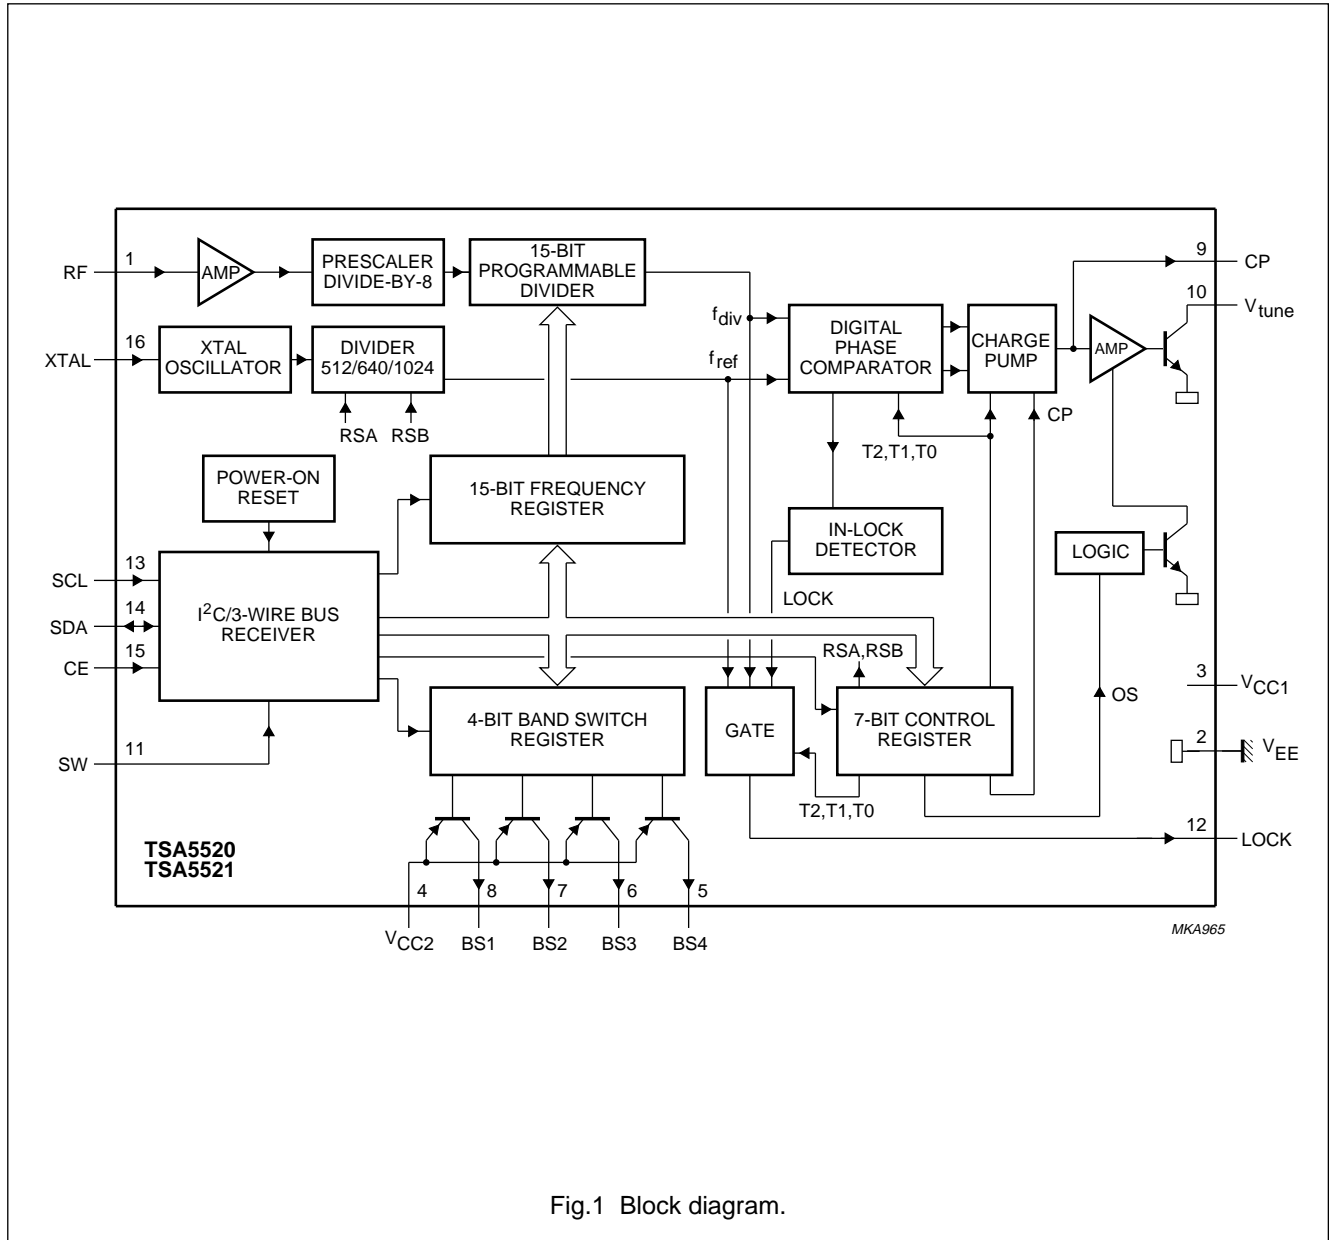 RF
1
AMP
PRESCALER
DIVIDE-BY-8
15-BIT
PROGRAMMABLE
DIVIDER
9
CP
10
Vtune
XTAL
16
XTAL
OSCILLATOR
DIVIDER
512/640/1024
RSA
RSB
fdiv
fref
DIGITAL
PHASE
COMPARATOR
CHARGE
PUMP
AMP
CP
T2,T1,T0
POWER-ON
RESET
15-BIT FREQUENCY
REGISTER
IN-LOCK
DETECTOR
LOGIC
LOCK
SCL
13
SDA
14
CE
15
I2C/3-WIRE BUS
RECEIVER
SW
11
RSA,RSB
4-BIT BAND SWITCH
REGISTER
GATE
7-BIT CONTROL
REGISTER
OS
3
VCC1
2
VEE
T2,T1,T0
12
LOCK
TSA5520
TSA5521
4
8
7
6
5
VCC2
BS1
BS2
BS3
BS4
MKA965
Fig.1 Block diagram.